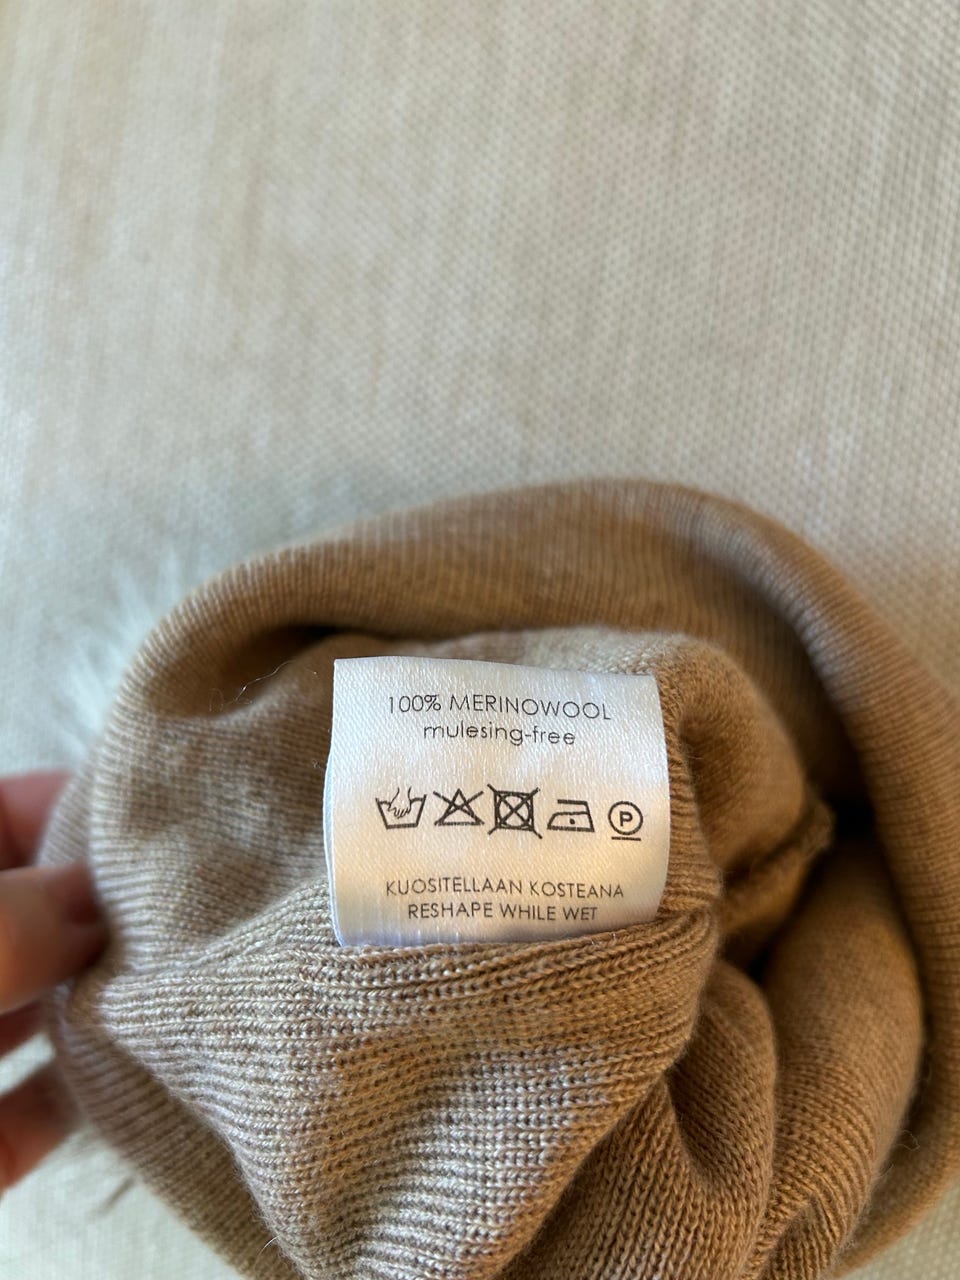 100% MERINOWOOL
mulesing-free
P
KUOSITELLAAN KOSTEANA
RESHAPE WHILE WET